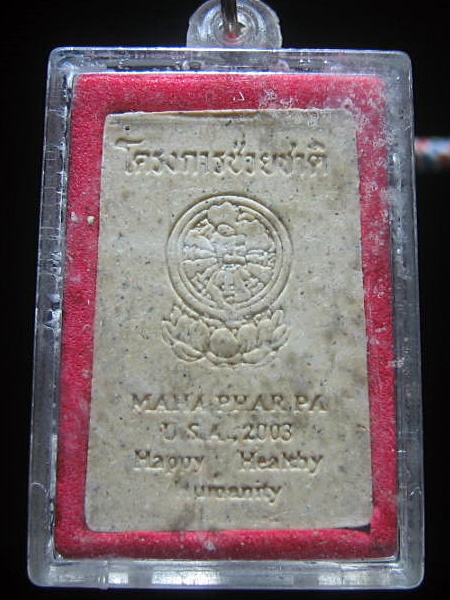 โครงการช่วยชาติ
MAHA PHAR PA
U.S.A. 2003
Happy Healthy
Humanity